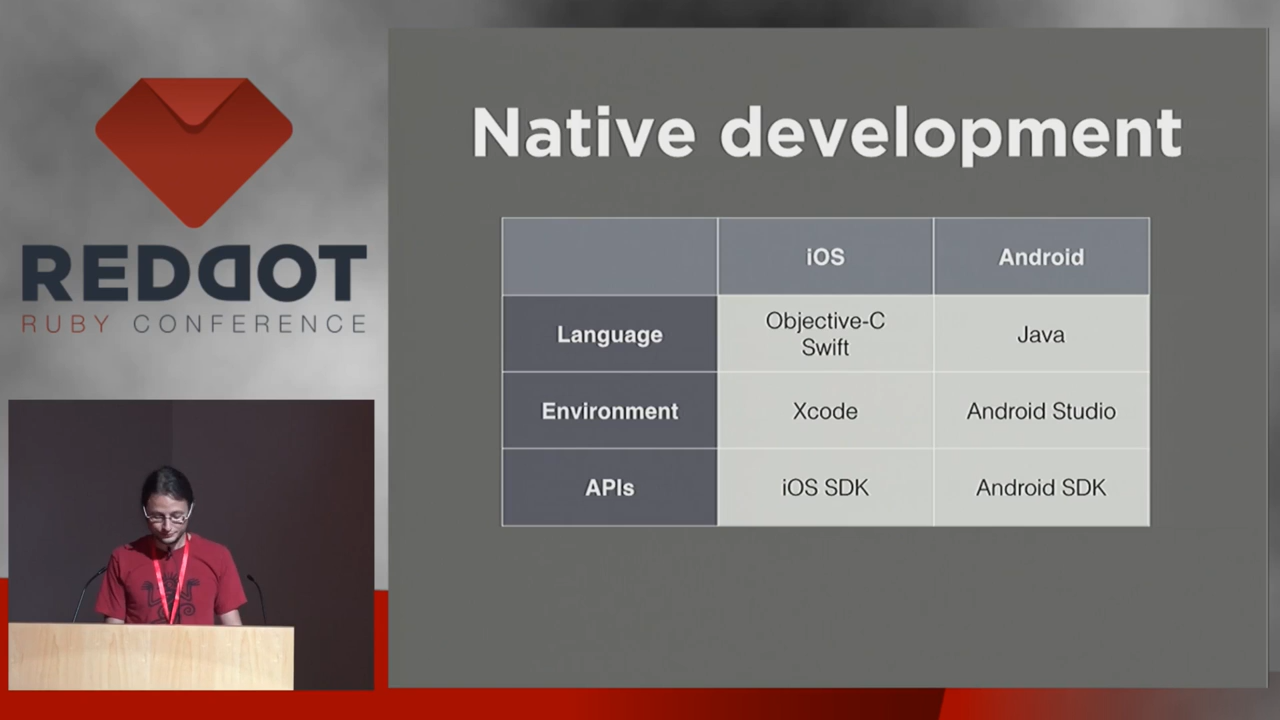 REDDOT
RUBY CONFERENCE
Native development
iOS Android
Language Objective-C Swift Java
Environment Xcode Android Studio
APIs iOS SDK Android SDK